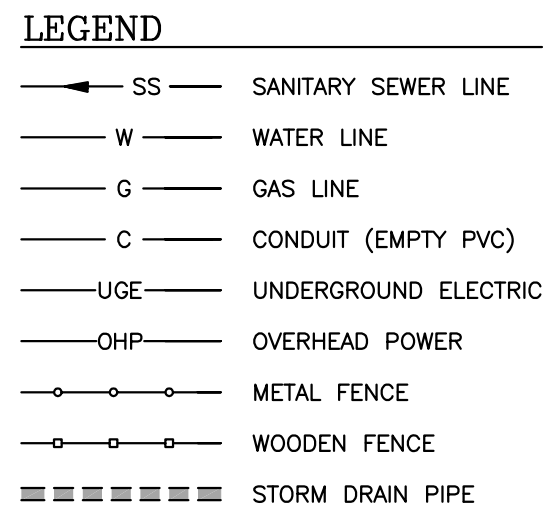 LEGEND
SS SANITARY SEWER LINE
W WATER LINE
G GAS LINE
C CONDUIT (EMPTY PVC)
UGE UNDERGROUND ELECTRIC
OHP OVERHEAD POWER
METAL FENCE
WOODEN FENCE
STORM DRAIN PIPE